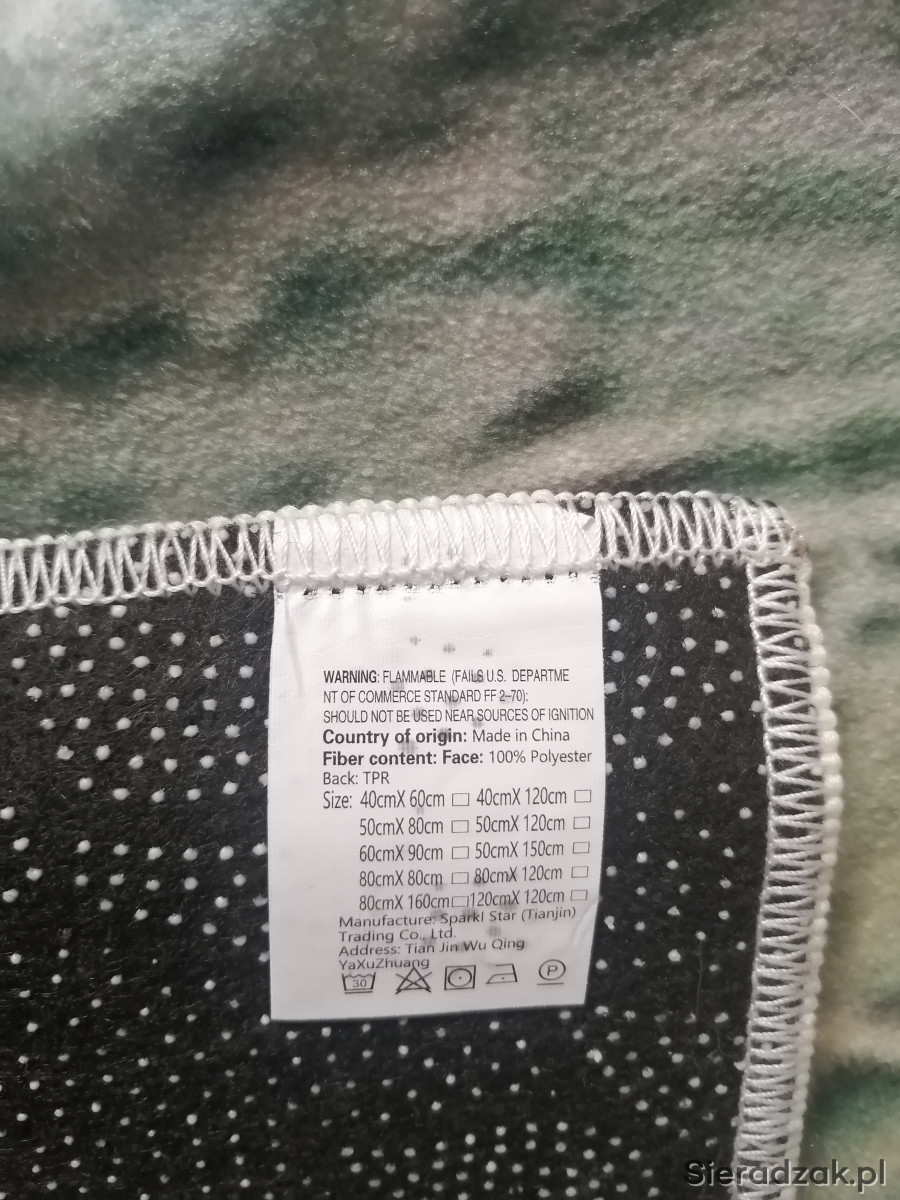 WARNING: FLAMMABLE (FAILS U.S. DEPARTME
NT OF COMMERCE STANDARD FF 2-70):
SHOULD NOT BE USED NEAR SOURCES OF IGNITION
Country of origin: Made in China
Fiber content: Face: 100% Polyester
Back: TPR
Size: 40cmX 60cm □ 40cmX 120cm □
50cmX 80cm □ 50cmX 120cm □
60cmX 90cm □ 50cmX 150cm □
80cmX 80cm □ 80cmX 120cm □
80cmX 160cm □ 120cmX 120cm □
Manufacture: Sparkl Star (Tianjin)
Trading Co., Ltd.
Address: Tian Jin Wu Qing
YaXuZhuang
30 P
Sieradzak.pl